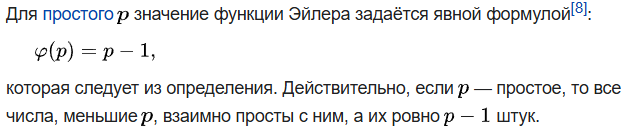 Для простого p значение функции Эйлера задаётся явной формулой[8]:
φ(p) = p − 1,
которая следует из определения. Действительно, если p — простое, то все
числа, меньшие p, взаимно просты с ним, а их ровно p − 1 штук.